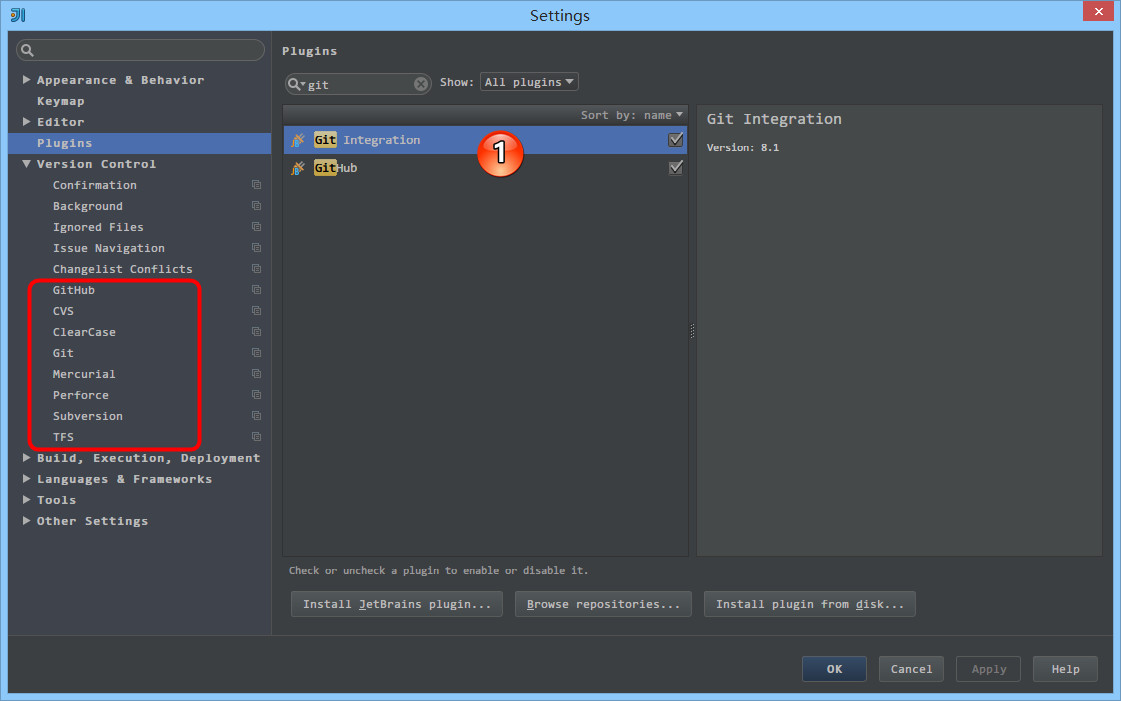 Settings
Appearance & Behavior
Keymap
Editor
Plugins
Version Control
Confirmation
Background
Ignored Files
Issue Navigation
Changelist Conflicts
GitHub
CVS
ClearCase
Git
Mercurial
Perforce
Subversion
TFS
Build, Execution, Deployment
Languages & Frameworks
Tools
Other Settings
Plugins
git
Show: All plugins
Sort by: name
Git Integration
1
GitHub
Git Integration
Version: 8.1
Check or uncheck a plugin to enable or disable it.
Install JetBrains plugin... Browse repositories... Install plugin from disk...
OK Cancel Apply Help